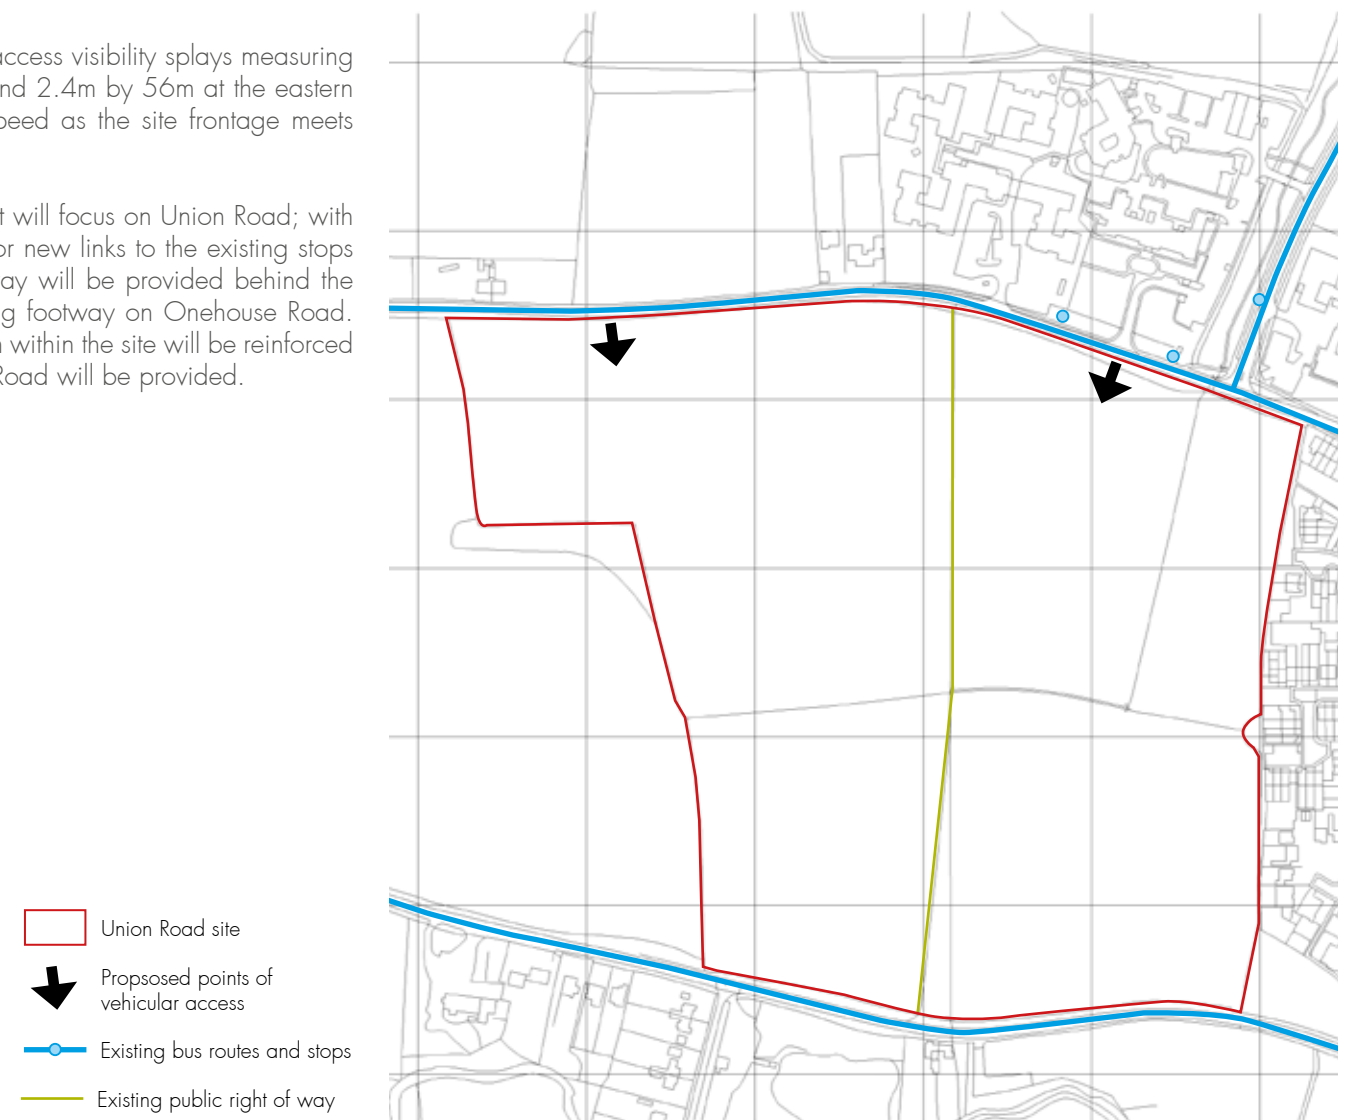 access visibility splays measuring
nd 2.4m by 56m at the eastern
peed as the site frontage meets
t will focus on Union Road; with
or new links to the existing stops
ay will be provided behind the
g footway on Onehouse Road.
within the site will be reinforced
Road will be provided.
Union Road site
Propsosed points of
vehicular access
Existing bus routes and stops
Existing public right of way